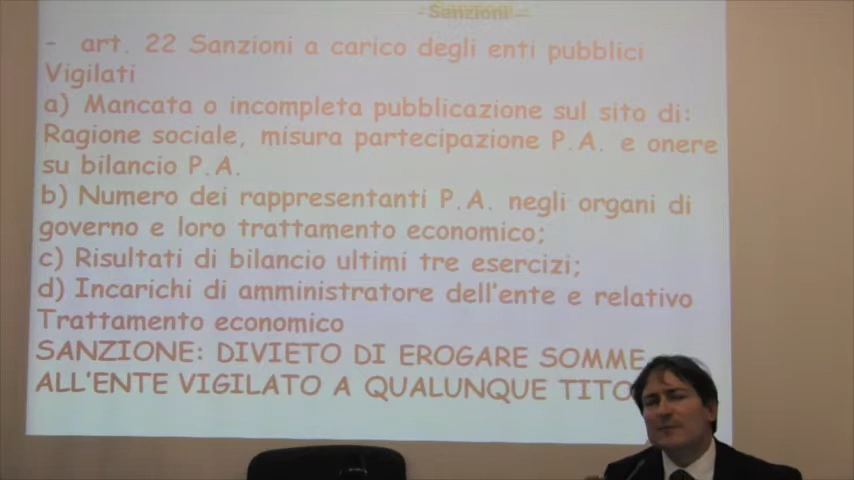 - Sanzioni -
- art. 22 Sanzioni a carico degli enti pubblici
Vigilati
a) Mancata o incompleta pubblicazione sul sito di:
Ragione sociale, misura partecipazione P.A. e onere
su bilancio P.A.
b) Numero dei rappresentanti P.A. negli organi di
governo e loro trattamento economico;
c) Risultati di bilancio ultimi tre esercizi;
d) Incarichi di amministratore dell'ente e relativo
Trattamento economico
SANZIONE: DIVIETO DI EROGARE SOMME
ALL'ENTE VIGILATO A QUALUNQUE TITO